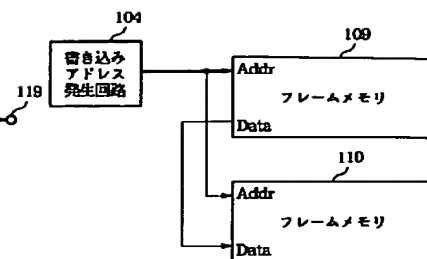 104
書き込み
アドレス
発生回路
119
109
Addr
フレームメモリ
Data
110
Addr
フレームメモリ
Data